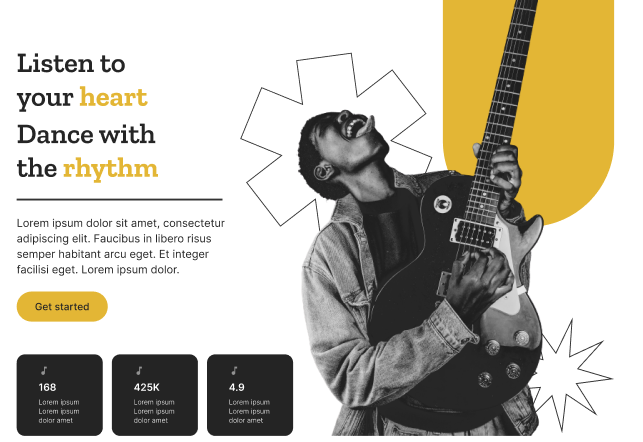 Listen to
your heart
Dance with
the rhythm
Lorem ipsum dolor sit amet, consectetur
adipiscing elit. Faucibus in libero risus
semper habitant arcu eget. Et integer
facilisi eget. Lorem ipsum dolor.
Get started
168
Lorem ipsum
Lorem ipsum
dolor amet
425K
Lorem ipsum
Lorem ipsum
dolor amet
4.9
Lorem ipsum
Lorem ipsum
dolor amet